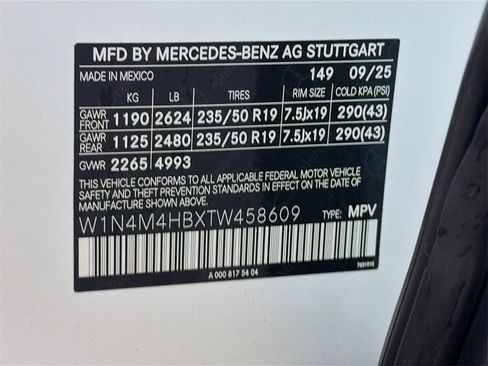 MFD BY MERCEDES-BENZ AG STUTTGART
MADE IN MEXICO 149 09/25
KG LB TIRES RIM SIZE COLD KPA(PSI)
GAWR FRONT 1190 2624 235/50 R19 7.5Jx19 290(43)
GAWR REAR 1125 2480 235/50 R19 7.5Jx19 290(43)
GVWR 2265 4993
THIS VEHICLE CONFORMS TO ALL APPLICABLE FEDERAL MOTOR VEHICLE
SAFETY AND THEFT PREVENTION STANDARDS IN EFFECT ON THE DATE
OF MANUFACTURE SHOWN ABOVE.
W1N4M4HBXTW458609 TYPE: MPV
A 000 817 54 04